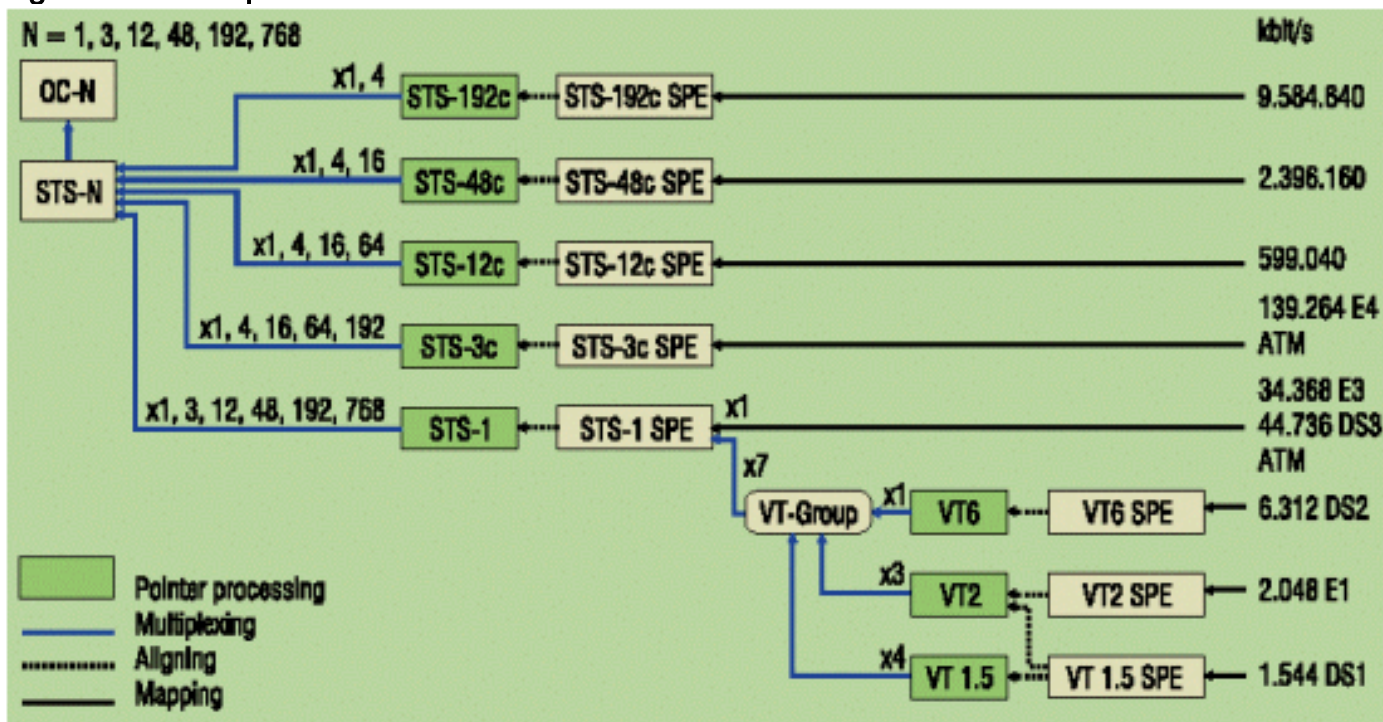 N = 1, 3, 12, 48, 192, 768
kbit/s
OC-N
x1, 4
STS-192c
STS-192c SPE
9.584.640
STS-N
x1, 4, 16
STS-48c
STS-48c SPE
2.396.160
x1, 4, 16, 64
STS-12c
STS-12c SPE
599.040
x1, 4, 16, 64, 192
STS-3c
STS-3c SPE
139.264 E4
ATM
x1, 3, 12, 48, 192, 768
STS-1
STS-1 SPE
x1
34.368 E3
44.736 DS3
ATM
x7
VT-Group
x1
VT6
VT6 SPE
6.312 DS2
x3
VT2
VT2 SPE
2.048 E1
x4
VT 1.5
VT 1.5 SPE
1.544 DS1
Pointer processing
Multiplexing
Aligning
Mapping